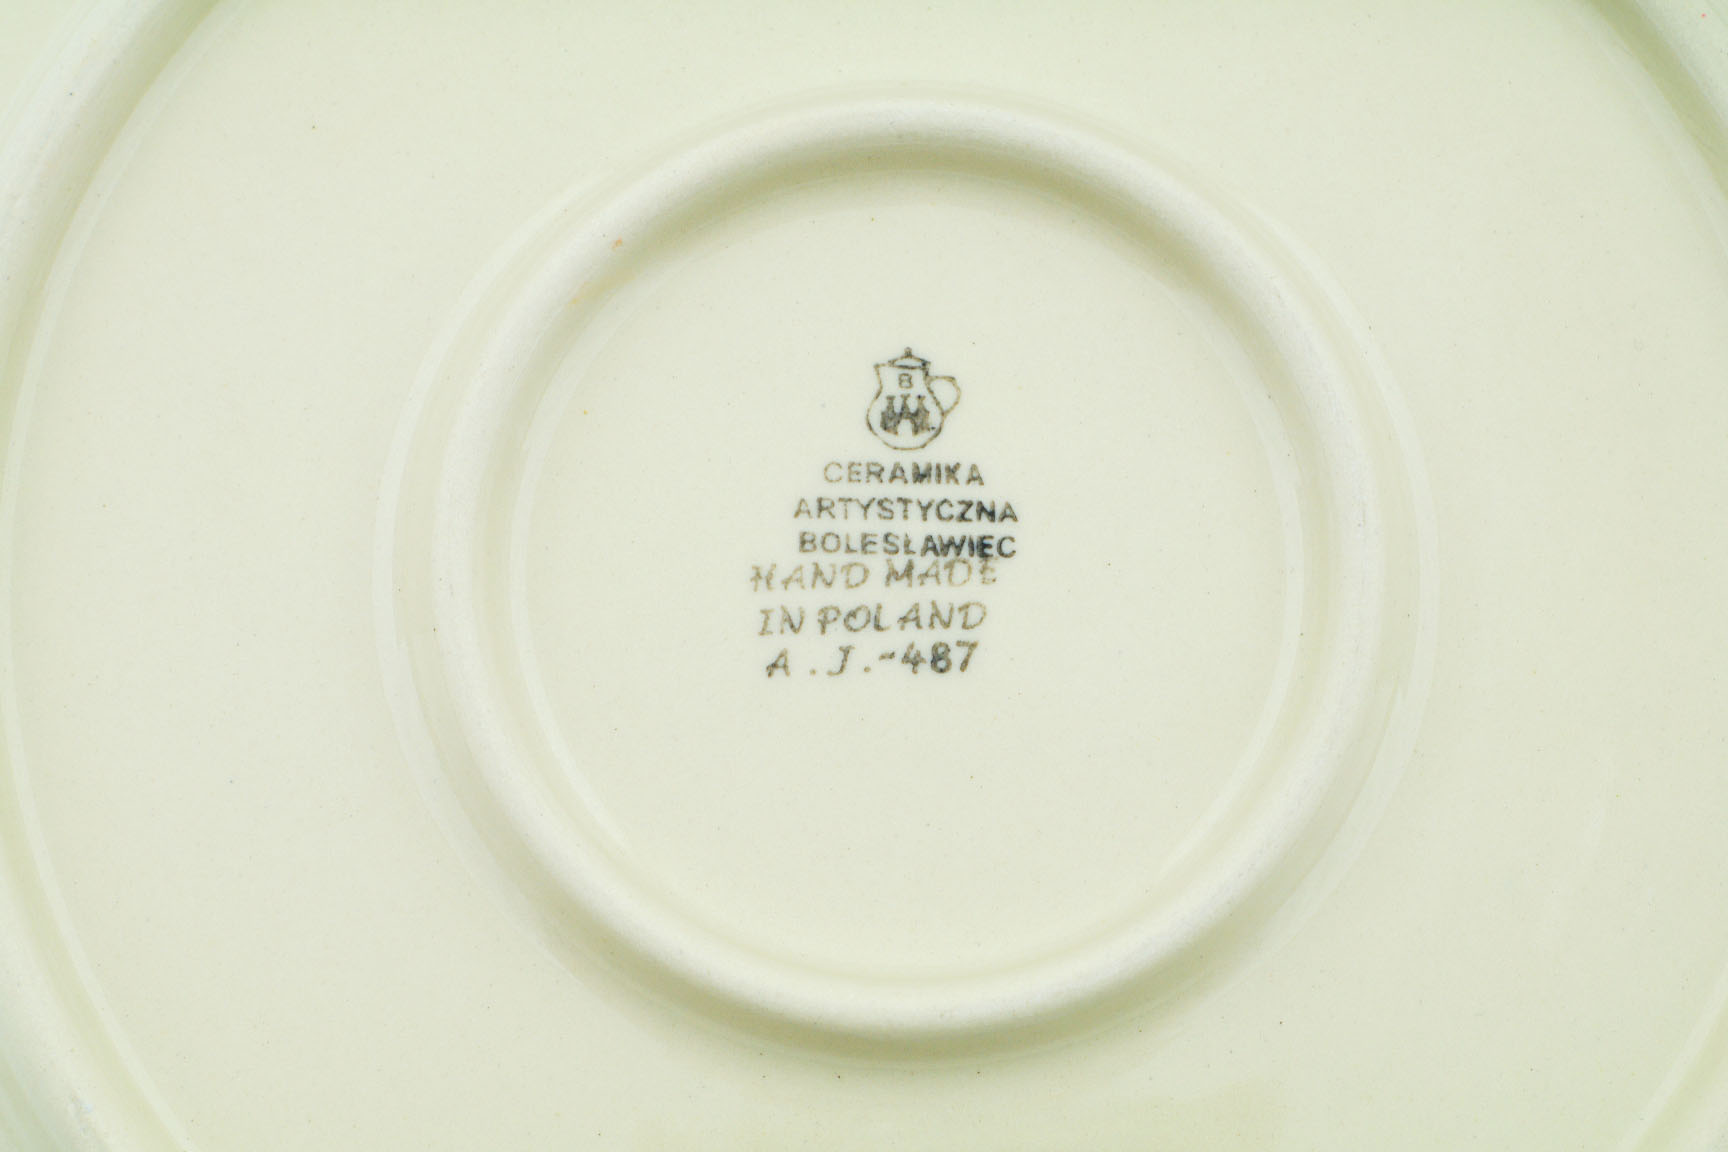 B
CERAMIKA
ARTYSTYCZNA
BOLESŁAWIEC
HAND MADE
IN POLAND
A.J.-487